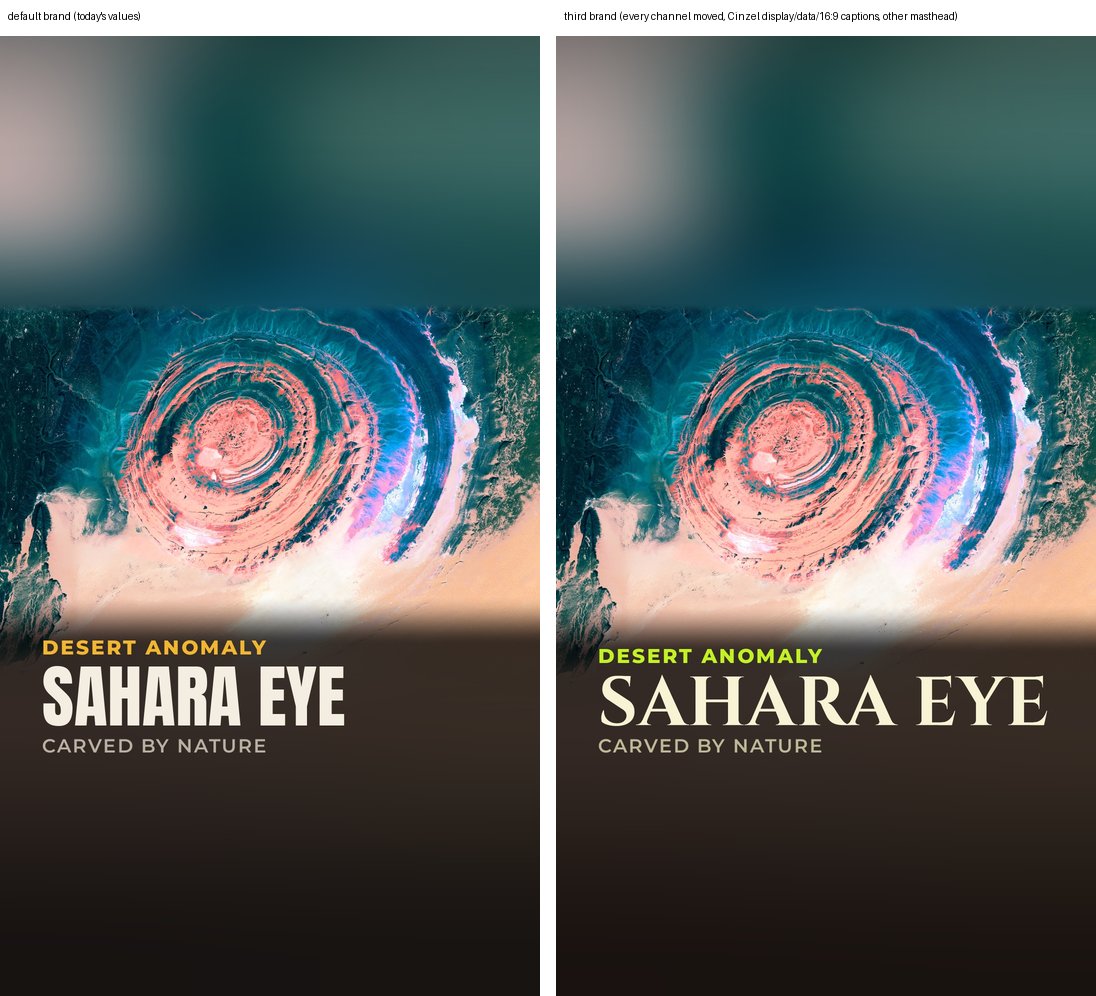 default brand (today's values)
third brand (every channel moved, Cinzel display/data/16:9 captions, other masthead)
DESERT ANOMALY
SAHARA EYE
CARVED BY NATURE
DESERT ANOMALY
SAHARA EYE
CARVED BY NATURE